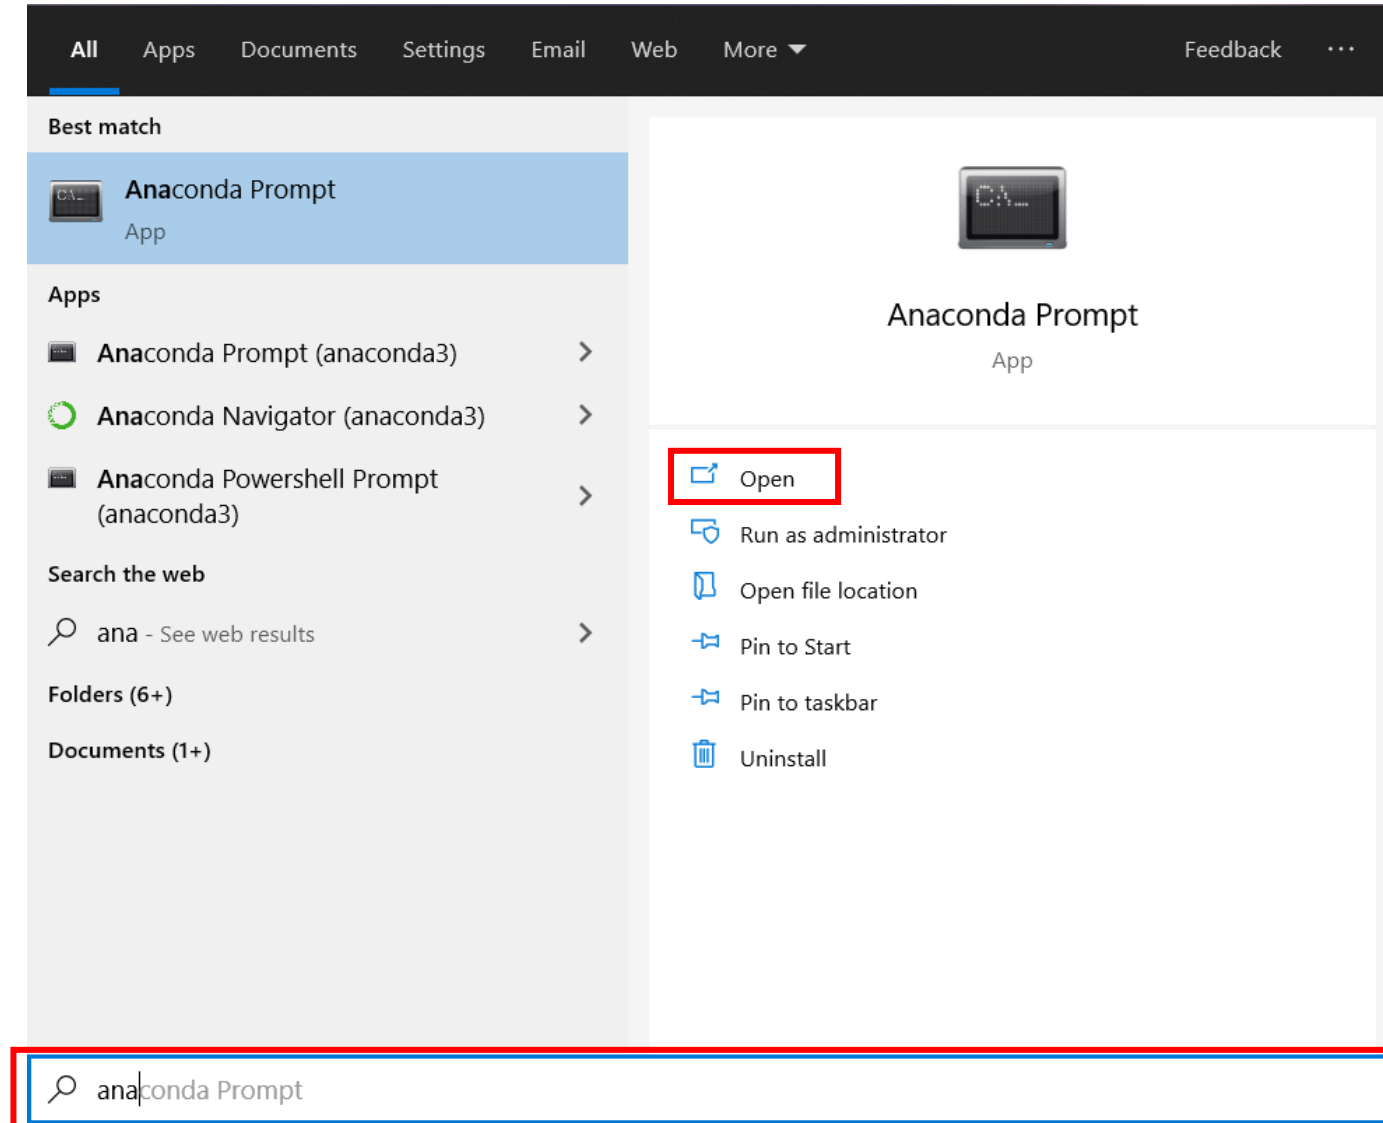 All Apps Documents Settings Email Web More Feedback ...
Best match
Anaconda Prompt
App
Apps
Anaconda Prompt (anaconda3)
Anaconda Navigator (anaconda3)
Anaconda Powershell Prompt
(anaconda3)
Search the web
ana - See web results
Folders (6+)
Documents (1+)
C:\_
Anaconda Prompt
App
Open
Run as administrator
Open file location
Pin to Start
Pin to taskbar
Uninstall
anaconda Prompt